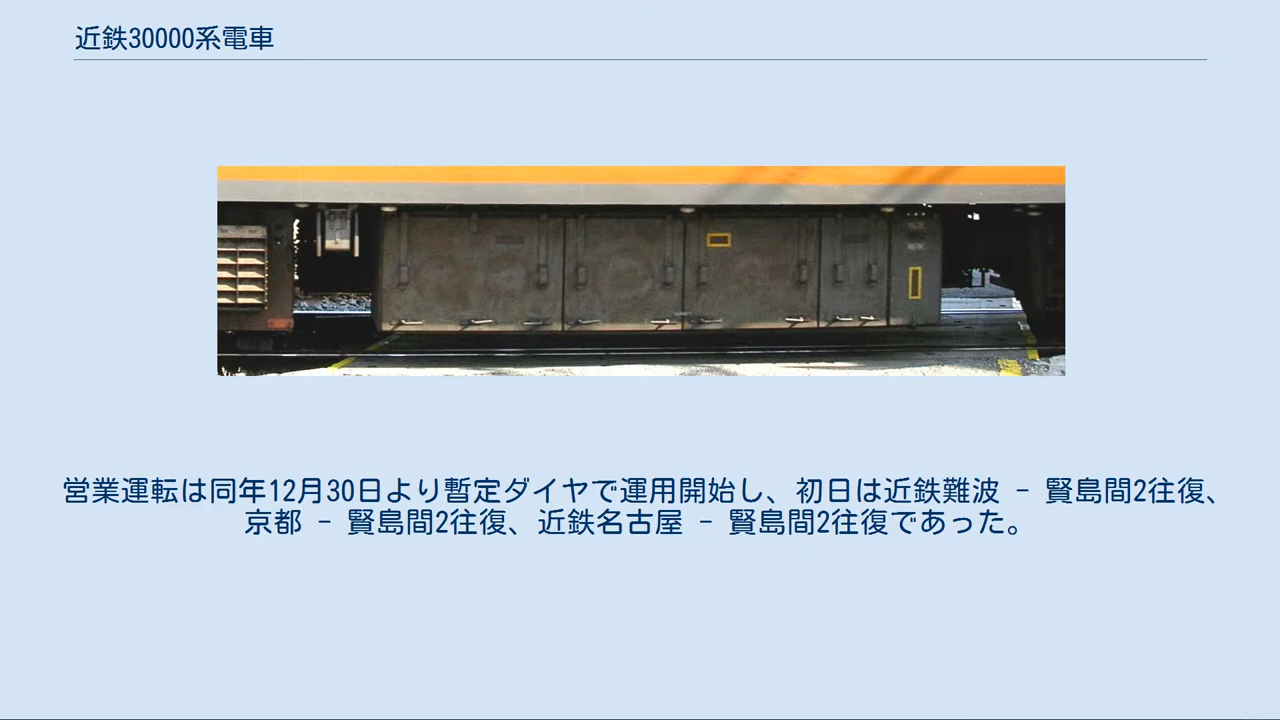 近鉄30000系電車
営業運転は同年12月30日より暫定ダイヤで運用開始し、初日は近鉄難波 - 賢島間2往復、
京都 - 賢島間2往復、近鉄名古屋 - 賢島間2往復であった。